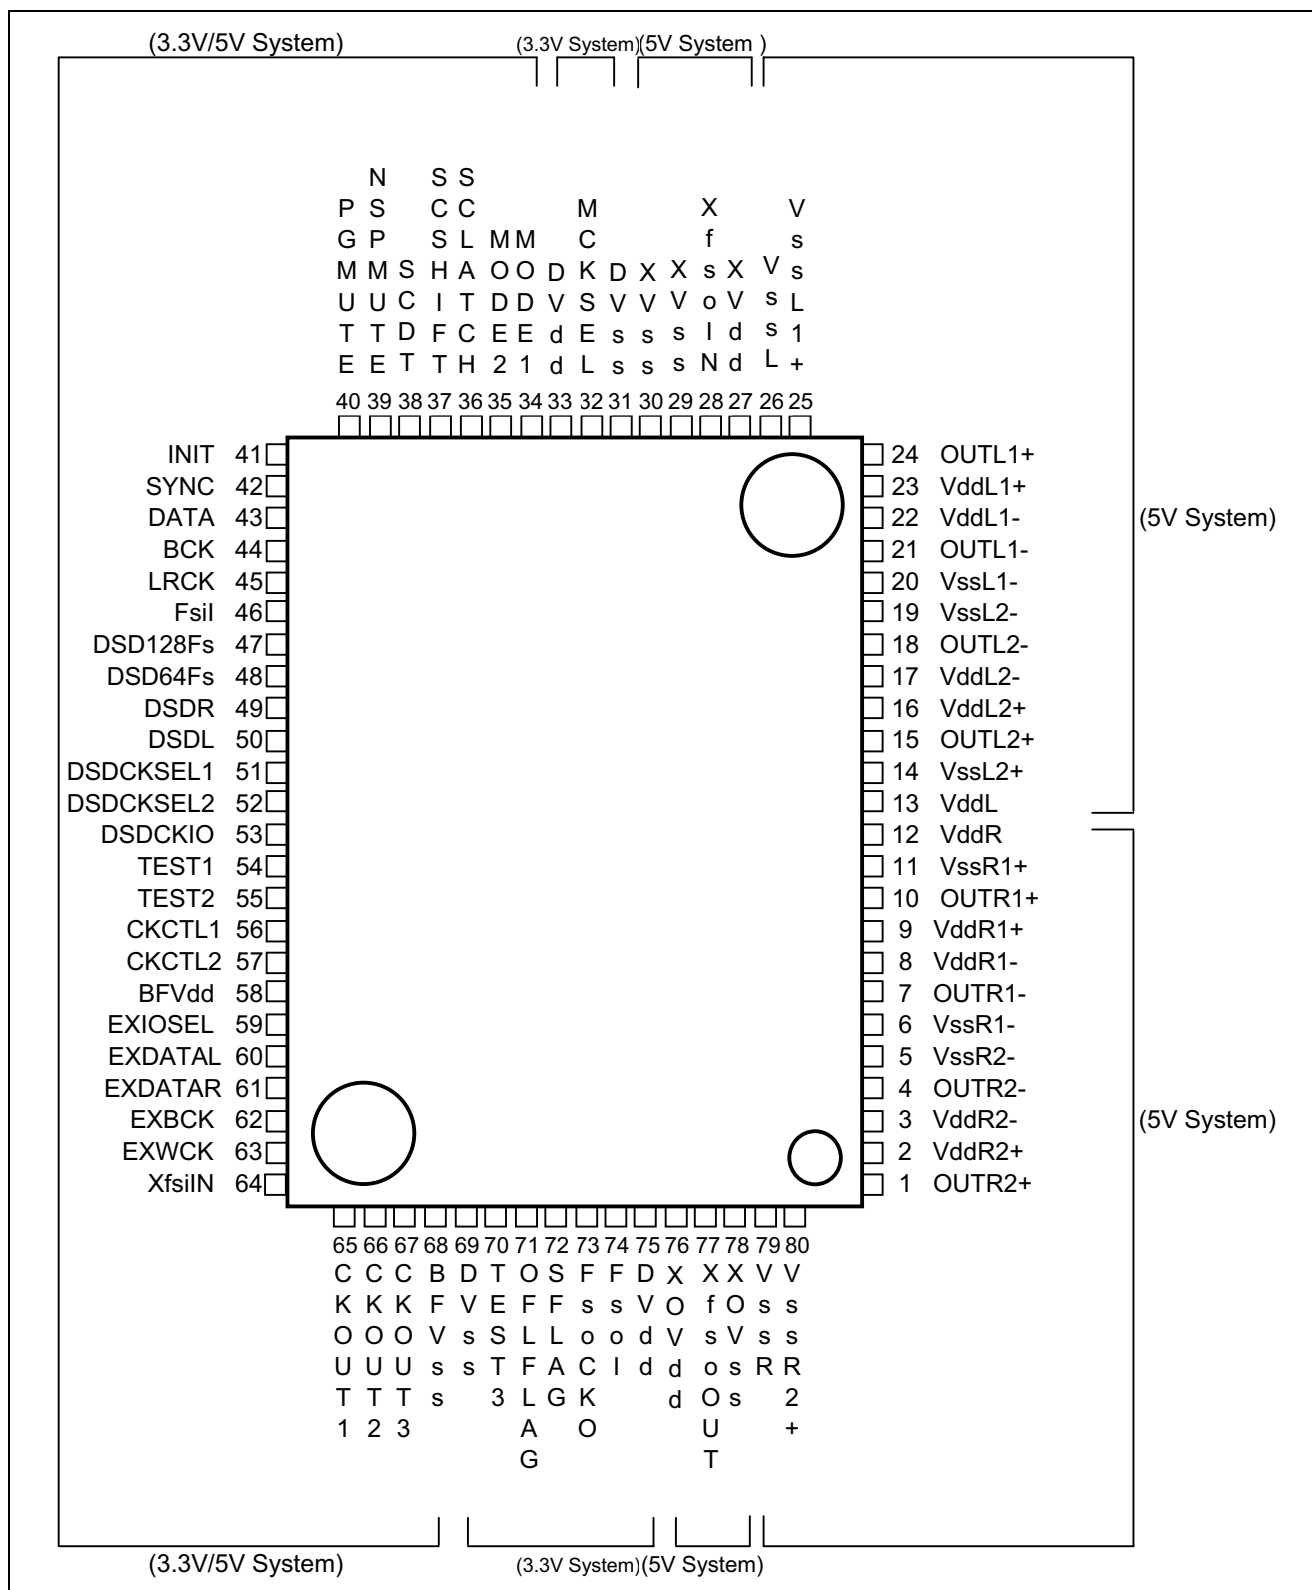 (3.3V/5V System)
(3.3V System)
(5V System )
PGMUTE
NSPMUTE
SCDT
SCSHIFT
SCLATCH
MODE2
MODE1
DVdd
MCKSEL
DVss
XVss
XVss
XfsoIN
XVdd
VssL
VssL1+
40 39 38 37 36 35 34 33 32 31 30 29 28 27 26 25
INIT 41
SYNC 42
DATA 43
BCK 44
LRCK 45
FsiI 46
DSD128Fs 47
DSD64Fs 48
DSDR 49
DSDL 50
DSDCKSEL1 51
DSDCKSEL2 52
DSDCKIO 53
TEST1 54
TEST2 55
CKCTL1 56
CKCTL2 57
BFVdd 58
EXIOSEL 59
EXDATAL 60
EXDATAR 61
EXBCK 62
EXWCK 63
XfsiIN 64
24 OUTL1+
23 VddL1+
22 VddL1-
21 OUTL1-
20 VssL1-
19 VssL2-
18 OUTL2-
17 VddL2-
16 VddL2+
15 OUTL2+
14 VssL2+
13 VddL
12 VddR
11 VssR1+
10 OUTR1+
9 VddR1+
8 VddR1-
7 OUTR1-
6 VssR1-
5 VssR2-
4 OUTR2-
3 VddR2-
2 VddR2+
1 OUTR2+
(5V System)
(5V System)
65 66 67 68 69 70 71 72 73 74 75 76 77 78 79 80
CKOUT1
CKOUT2
CKOUT3
BFVss
DVss
TEST3
OFLFLAG
SFLAG
FsoCKO
FsoI
DVdd
XOVdd
XfsoOUT
XOVss
VssR
VssR2+
(3.3V/5V System)
(3.3V System)
(5V System)